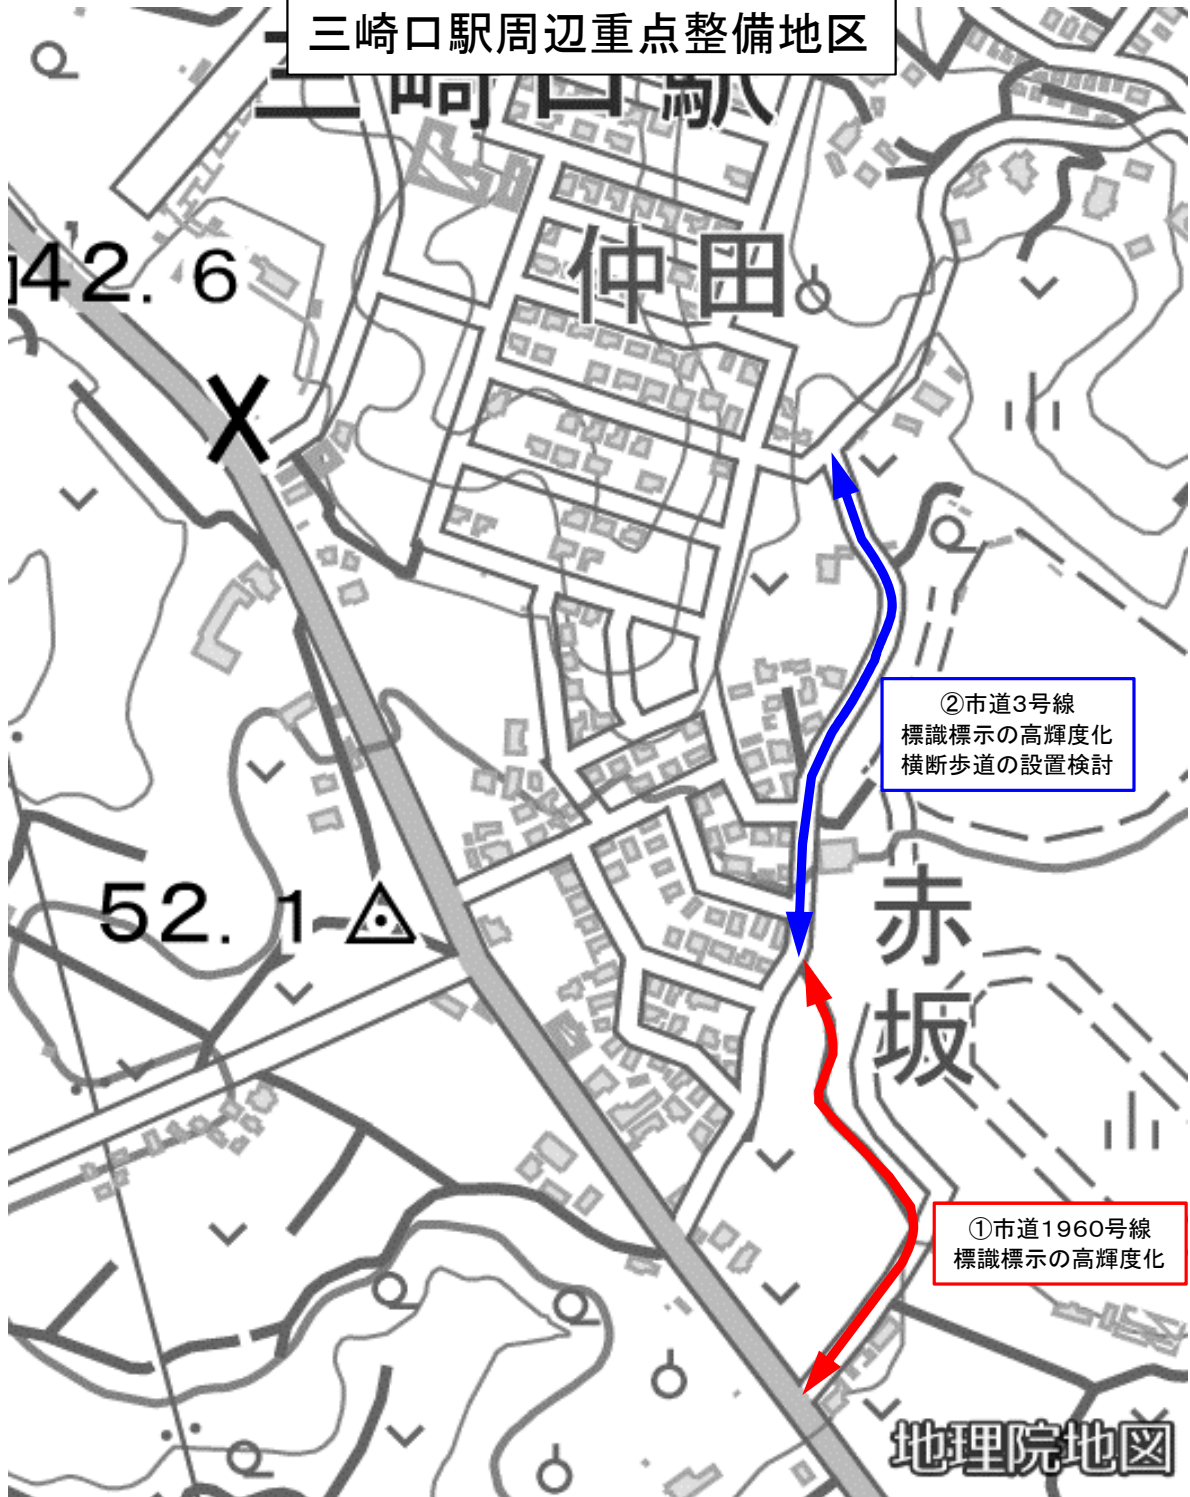 三崎口駅周辺重点整備地区
三崎口駅
仲田
42.6
②市道3号線
標識標示の高輝度化
横断歩道の設置検討
52.1
赤坂
①市道1960号線
標識標示の高輝度化
地理院地図